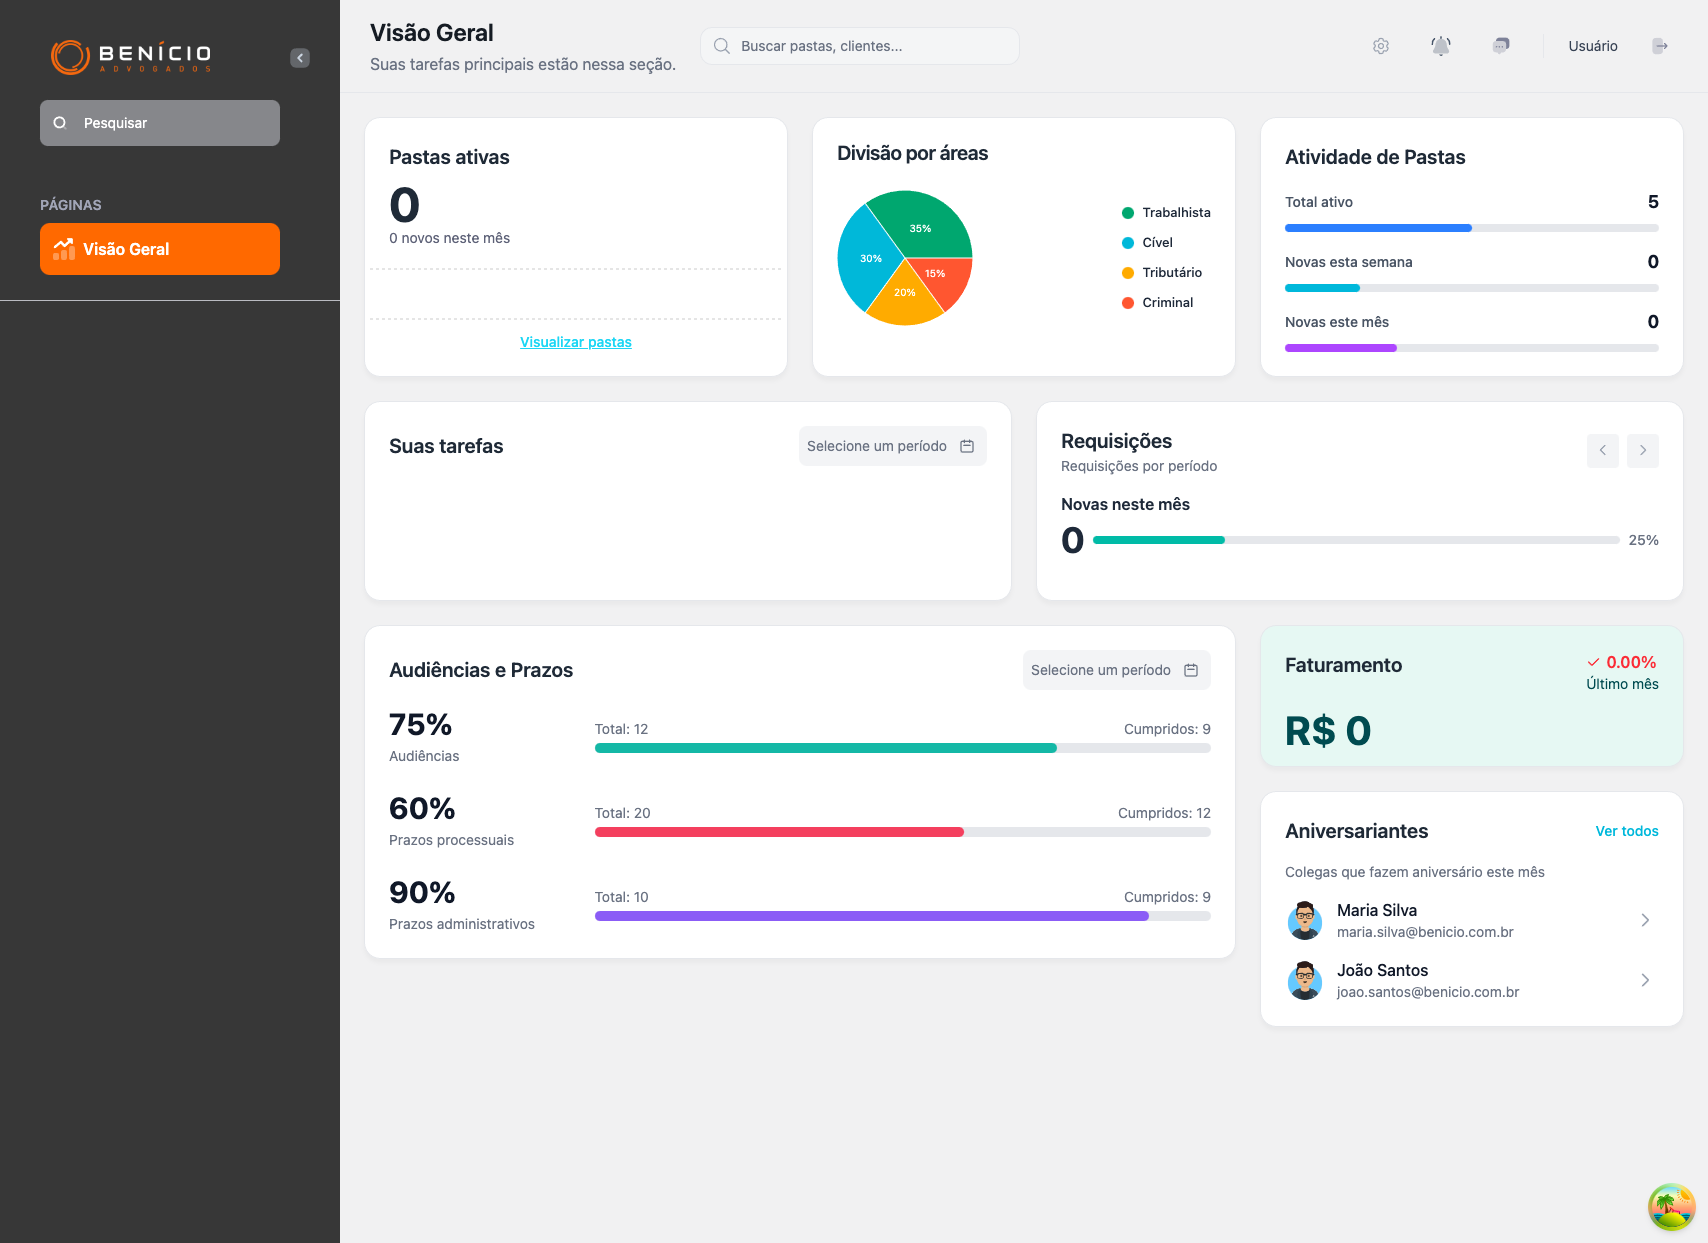 BENÍCIO
ADVOGADOS
Pesquisar
PÁGINAS
Visão Geral
Visão Geral
Suas tarefas principais estão nessa seção.
Buscar pastas, clientes...
Usuário
Pastas ativas
0
0 novos neste mês
Visualizar pastas
Divisão por áreas
35%
30%
15%
20%
Trabalhista
Cível
Tributário
Criminal
Atividade de Pastas
Total ativo 5
Novas esta semana 0
Novas este mês 0
Suas tarefas
Selecione um período
Requisições
Requisições por período
Novas neste mês
0 25%
Audiências e Prazos
Selecione um período
75%
Audiências
Total: 12 Cumpridos: 9
60%
Prazos processuais
Total: 20 Cumpridos: 12
90%
Prazos administrativos
Total: 10 Cumpridos: 9
Faturamento
0.00%
Último mês
R$ 0
Aniversariantes
Ver todos
Colegas que fazem aniversário este mês
Maria Silva
maria.silva@benicio.com.br
João Santos
joao.santos@benicio.com.br